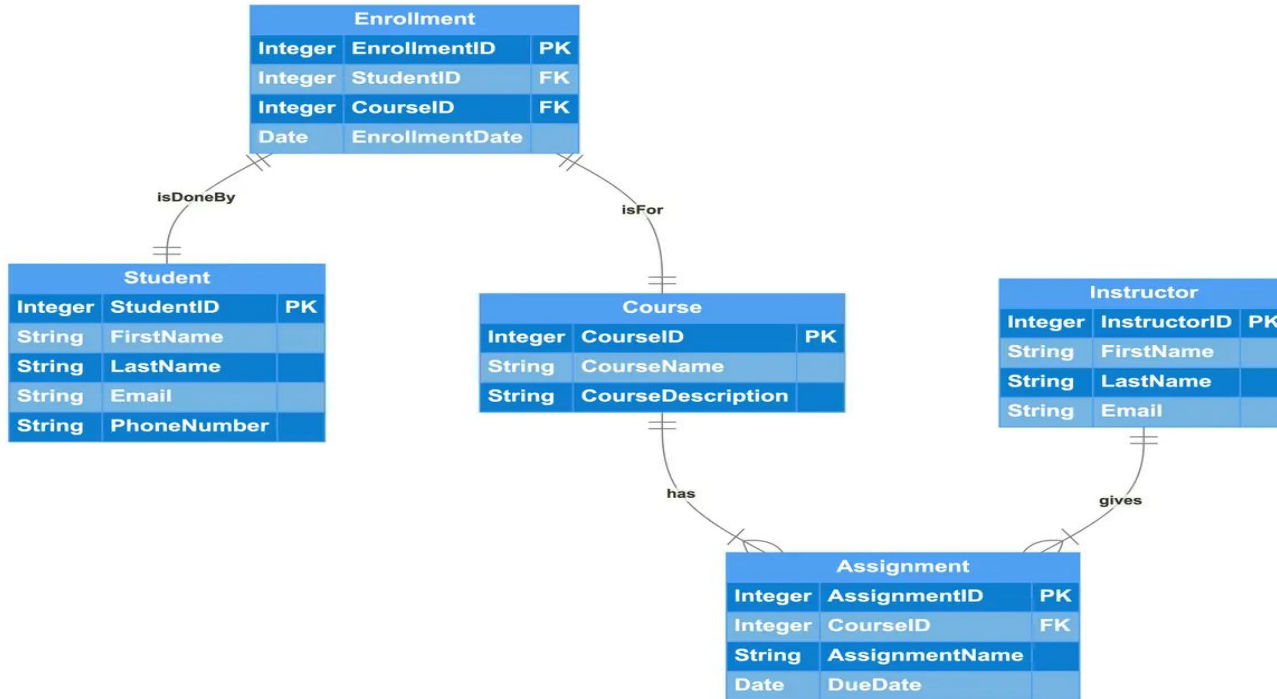 Enrollment
Integer EnrollmentID PK
Integer StudentID FK
Integer CourseID FK
Date EnrollmentDate
isDoneBy
isFor
Student
Integer StudentID PK
String FirstName
String LastName
String Email
String PhoneNumber
Course
Integer CourseID PK
String CourseName
String CourseDescription
Instructor
Integer InstructorID PK
String FirstName
String LastName
String Email
has
gives
Assignment
Integer AssignmentID PK
Integer CourseID FK
String AssignmentName
Date DueDate